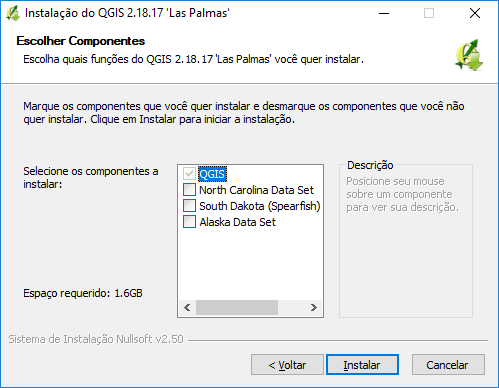 Instalação do QGIS 2.18.17 'Las Palmas'
Escolher Componentes
Escolha quais funções do QGIS 2.18.17 'Las Palmas' você quer instalar.
Marque os componentes que você quer instalar e desmarque os componentes que você não
quer instalar. Clique em Instalar para iniciar a instalação.
Selecione os componentes a
instalar:
QGIS
North Carolina Data Set
South Dakota (Spearfish)
Alaska Data Set
Descrição
Posicione seu mouse
sobre um componente
para ver sua descrição.
Espaço requerido: 1.6GB
Sistema de Instalação Nullsoft v2.50
< Voltar
Instalar
Cancelar